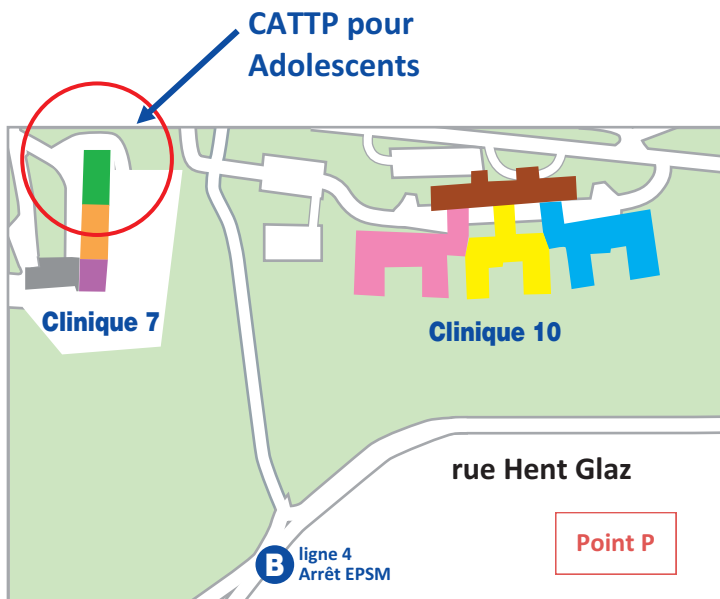 CATTP pour
Adolescents
Clinique 7
Clinique 10
rue Hent Glaz
Point P
B
ligne 4
Arrêt EPSM